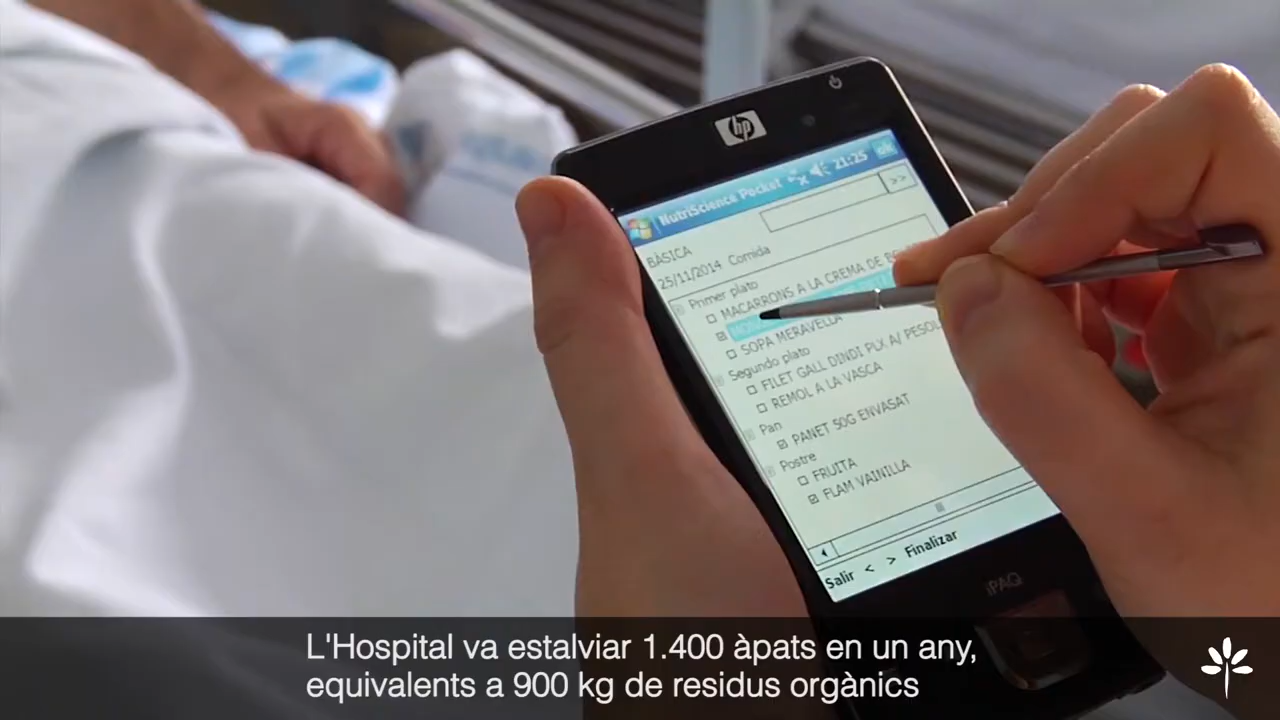 hp
NutriScience Pocket 21:25 ok
>>
BÀSICA
25/11/2014 Comida
Primer plato
MACARRONS A LA CREMA DE
SOPA MERAVELLA
Segundo plato
FILET GALL DINDI PLX A/ PESOL
REMOL A LA VASCA
Pan
PANET 50G ENVASAT
Postre
FRUITA
FLAM VAINILLA
Salir < > Finalizar
iPAQ
L'Hospital va estalviar 1.400 àpats en un any,
equivalents a 900 kg de residus orgànics